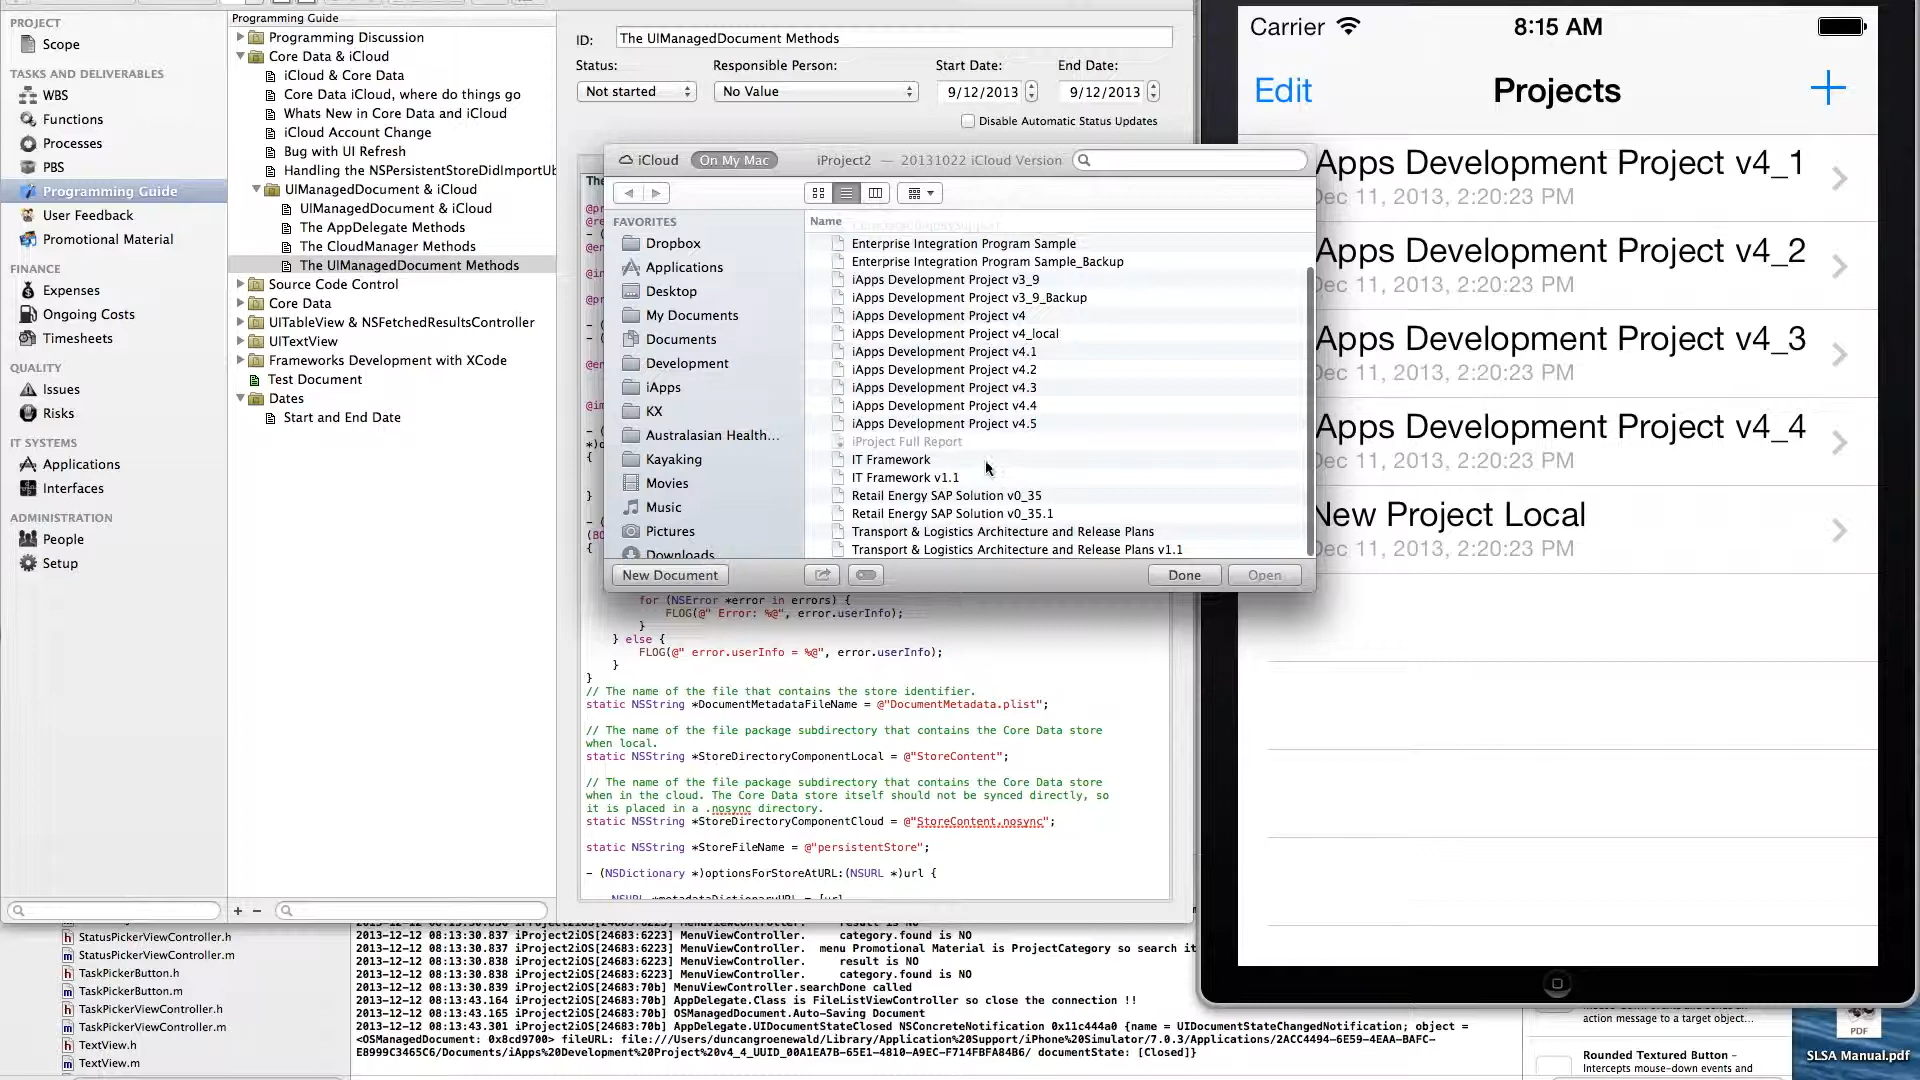 PROJECT
Scope
TASKS AND DELIVERABLES
WBS
Functions
Processes
PBS
Programming Guide
User Feedback
Promotional Material
FINANCE
Expenses
Ongoing Costs
Timesheets
QUALITY
Issues
Risks
IT SYSTEMS
Applications
Interfaces
ADMINISTRATION
People
Setup
Programming Guide
Programming Discussion
Core Data & iCloud
iCloud & Core Data
Core Data iCloud, where do things go
Whats New in Core Data and iCloud
iCloud Account Change
Bug with UI Refresh
Handling the NSPersistentStoreDidImportUb
UIManagedDocument & iCloud
UIManagedDocument & iCloud
The AppDelegate Methods
The CloudManager Methods
The UIManagedDocument Methods
Source Code Control
Core Data
UITableView & NSFetchedResultsController
UITextView
Frameworks Development with XCode
Test Document
Dates
Start and End Date
ID: The UIManagedDocument Methods
Status: Responsible Person: Start Date: End Date:
Not started No Value 9/12/2013 9/12/2013
Disable Automatic Status Updates
iCloud On My Mac iProject2 — 20131022 iCloud Version
FAVORITES
Dropbox
Applications
Desktop
My Documents
Documents
Development
iApps
KX
Australasian Health...
Kayaking
Movies
Music
Pictures
Downloads
Name
Enterprise Integration Program Sample
Enterprise Integration Program Sample_Backup
iApps Development Project v3_9
iApps Development Project v3_9_Backup
iApps Development Project v4
iApps Development Project v4_local
iApps Development Project v4.1
iApps Development Project v4.2
iApps Development Project v4.3
iApps Development Project v4.4
iApps Development Project v4.5
iProject Full Report
IT Framework
IT Framework v1.1
Retail Energy SAP Solution v0_35
Retail Energy SAP Solution v0_35.1
Transport & Logistics Architecture and Release Plans
Transport & Logistics Architecture and Release Plans v1.1
New Document Done Open
for (NSError *error in errors) {
FLOG(@" Error: %@", error.userInfo);
}
} else {
FLOG(@" error.userInfo = %@", error.userInfo);
}
}
// The name of the file that contains the store identifier.
static NSString *DocumentMetadataFileName = @"DocumentMetadata.plist";
// The name of the file package subdirectory that contains the Core Data store
when local.
static NSString *StoreDirectoryComponentLocal = @"StoreContent";
// The name of the file package subdirectory that contains the Core Data store
when in the cloud. The Core Data store itself should not be synced directly, so
it is placed in a .nosync directory.
static NSString *StoreDirectoryComponentCloud = @"StoreContent.nosync";
static NSString *StoreFileName = @"persistentStore";
- (NSDictionary *)optionsForStoreAtURL:(NSURL *)url {
Carrier 8:15 AM
Edit Projects +
Apps Development Project v4_1
Dec 11, 2013, 2:20:23 PM
Apps Development Project v4_2
Dec 11, 2013, 2:20:23 PM
Apps Development Project v4_3
Dec 11, 2013, 2:20:23 PM
Apps Development Project v4_4
Dec 11, 2013, 2:20:23 PM
New Project Local
Dec 11, 2013, 2:20:23 PM
StatusPickerViewController.h
StatusPickerViewController.m
TaskPickerButton.h
TaskPickerButton.m
TaskPickerViewController.h
TaskPickerViewController.m
TextView.h
TextView.m
2013-12-12 08:13:30.836 iProject2iOS[24683:6223] MenuViewController. result is NO
2013-12-12 08:13:30.837 iProject2iOS[24683:6223] MenuViewController. category.found is NO
2013-12-12 08:13:30.837 iProject2iOS[24683:6223] MenuViewController. menu Promotional Material is ProjectCategory so search it
2013-12-12 08:13:30.838 iProject2iOS[24683:6223] MenuViewController. result is NO
2013-12-12 08:13:30.838 iProject2iOS[24683:6223] MenuViewController. category.found is NO
2013-12-12 08:13:30.839 iProject2iOS[24683:70b] MenuViewController.searchDone called
2013-12-12 08:13:43.164 iProject2iOS[24683:70b] AppDelegate.Class is FileListViewController so close the connection !!
2013-12-12 08:13:43.165 iProject2iOS[24683:70b] OSManagedDocument.Auto-Saving Document
2013-12-12 08:13:43.301 iProject2iOS[24683:70b] AppDelegate.UIDocumentStateClosed NSConcreteNotification 0x11c444a0 {name = UIDocumentStateChangedNotification; object =
<OSManagedDocument: 0x8cd9700> fileURL: file:///Users/duncangroenewald/Library/Application%20Support/iPhone%20Simulator/7.0.3/Applications/2ACC4494-6E59-4EAA-BAFC-
E8999C3465C6/Documents/iApps%20Development%20Project%20v4_4_UUID_00A1EA7B-65E1-4810-A9EC-F714FBFA84B6/ documentState: [Closed]}
action message to a target object...
Rounded Textured Button –
Intercepts mouse-down events and
PDF
SLSA Manual.pdf